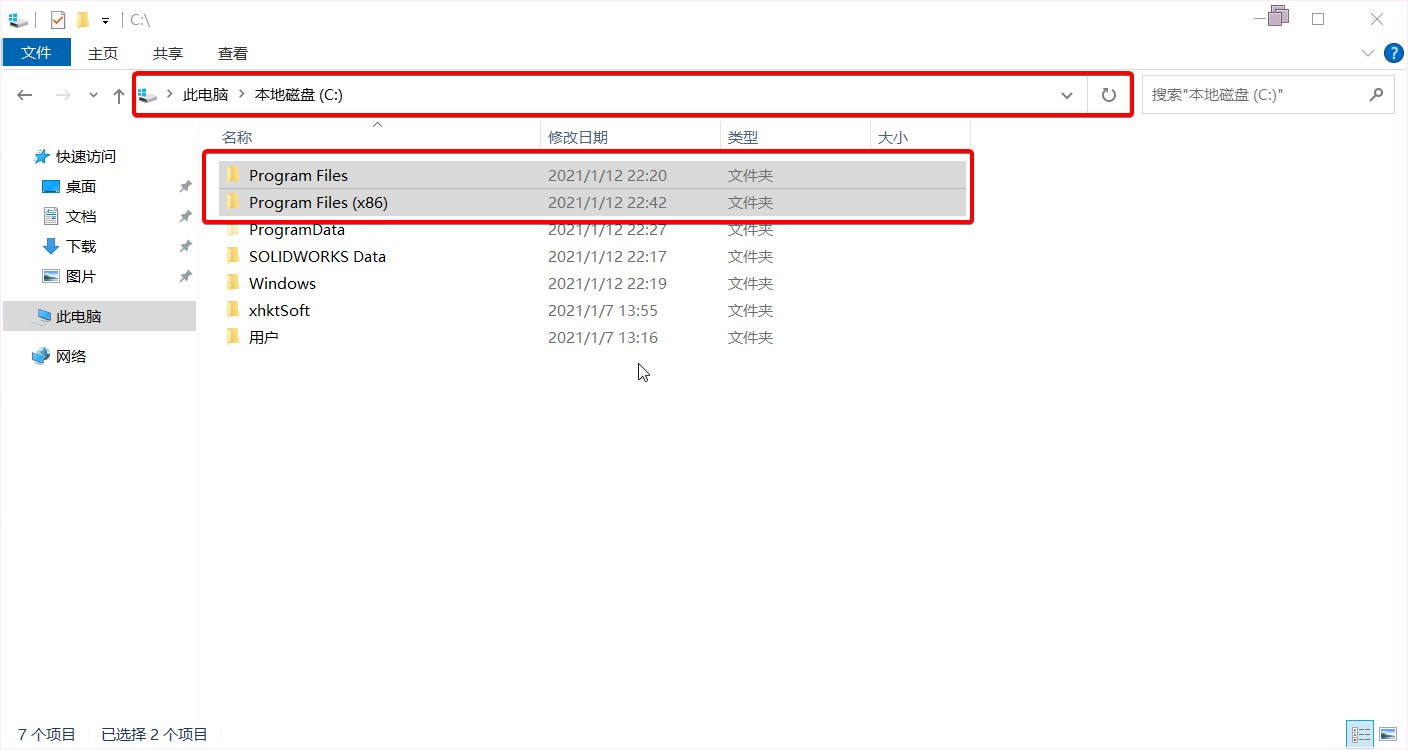 C:\
文件 主页 共享 查看
此电脑 本地磁盘 (C:) 搜索"本地磁盘 (C:)"
名称 修改日期 类型 大小
快速访问
桌面
文档
下载
图片
此电脑
网络
Program Files 2021/1/12 22:20 文件夹
Program Files (x86) 2021/1/12 22:42 文件夹
ProgramData 2021/1/12 22:27 文件夹
SOLIDWORKS Data 2021/1/12 22:17 文件夹
Windows 2021/1/12 22:19 文件夹
xhktSoft 2021/1/7 13:55 文件夹
用户 2021/1/7 13:16 文件夹
7 个项目 已选择 2 个项目